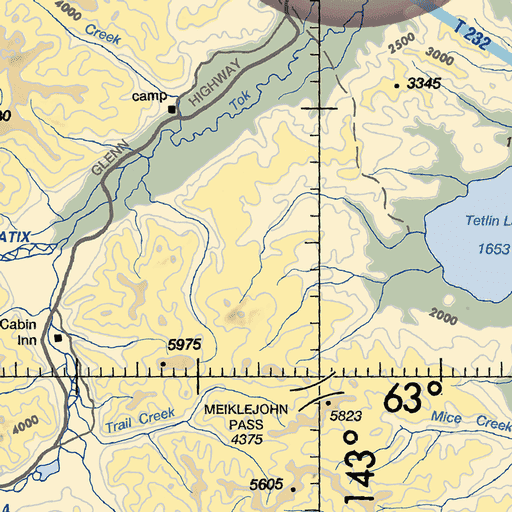 4000
Creek
T 232
2500
3000
3345
camp
HIGHWAY
Tok
GLENN
Tetlin
1653
2000
Cabin
Inn
5975
63°
MEIKLEJOHN
PASS
4375
5823
Trail Creek
Mice Creek
4000
143°
5605